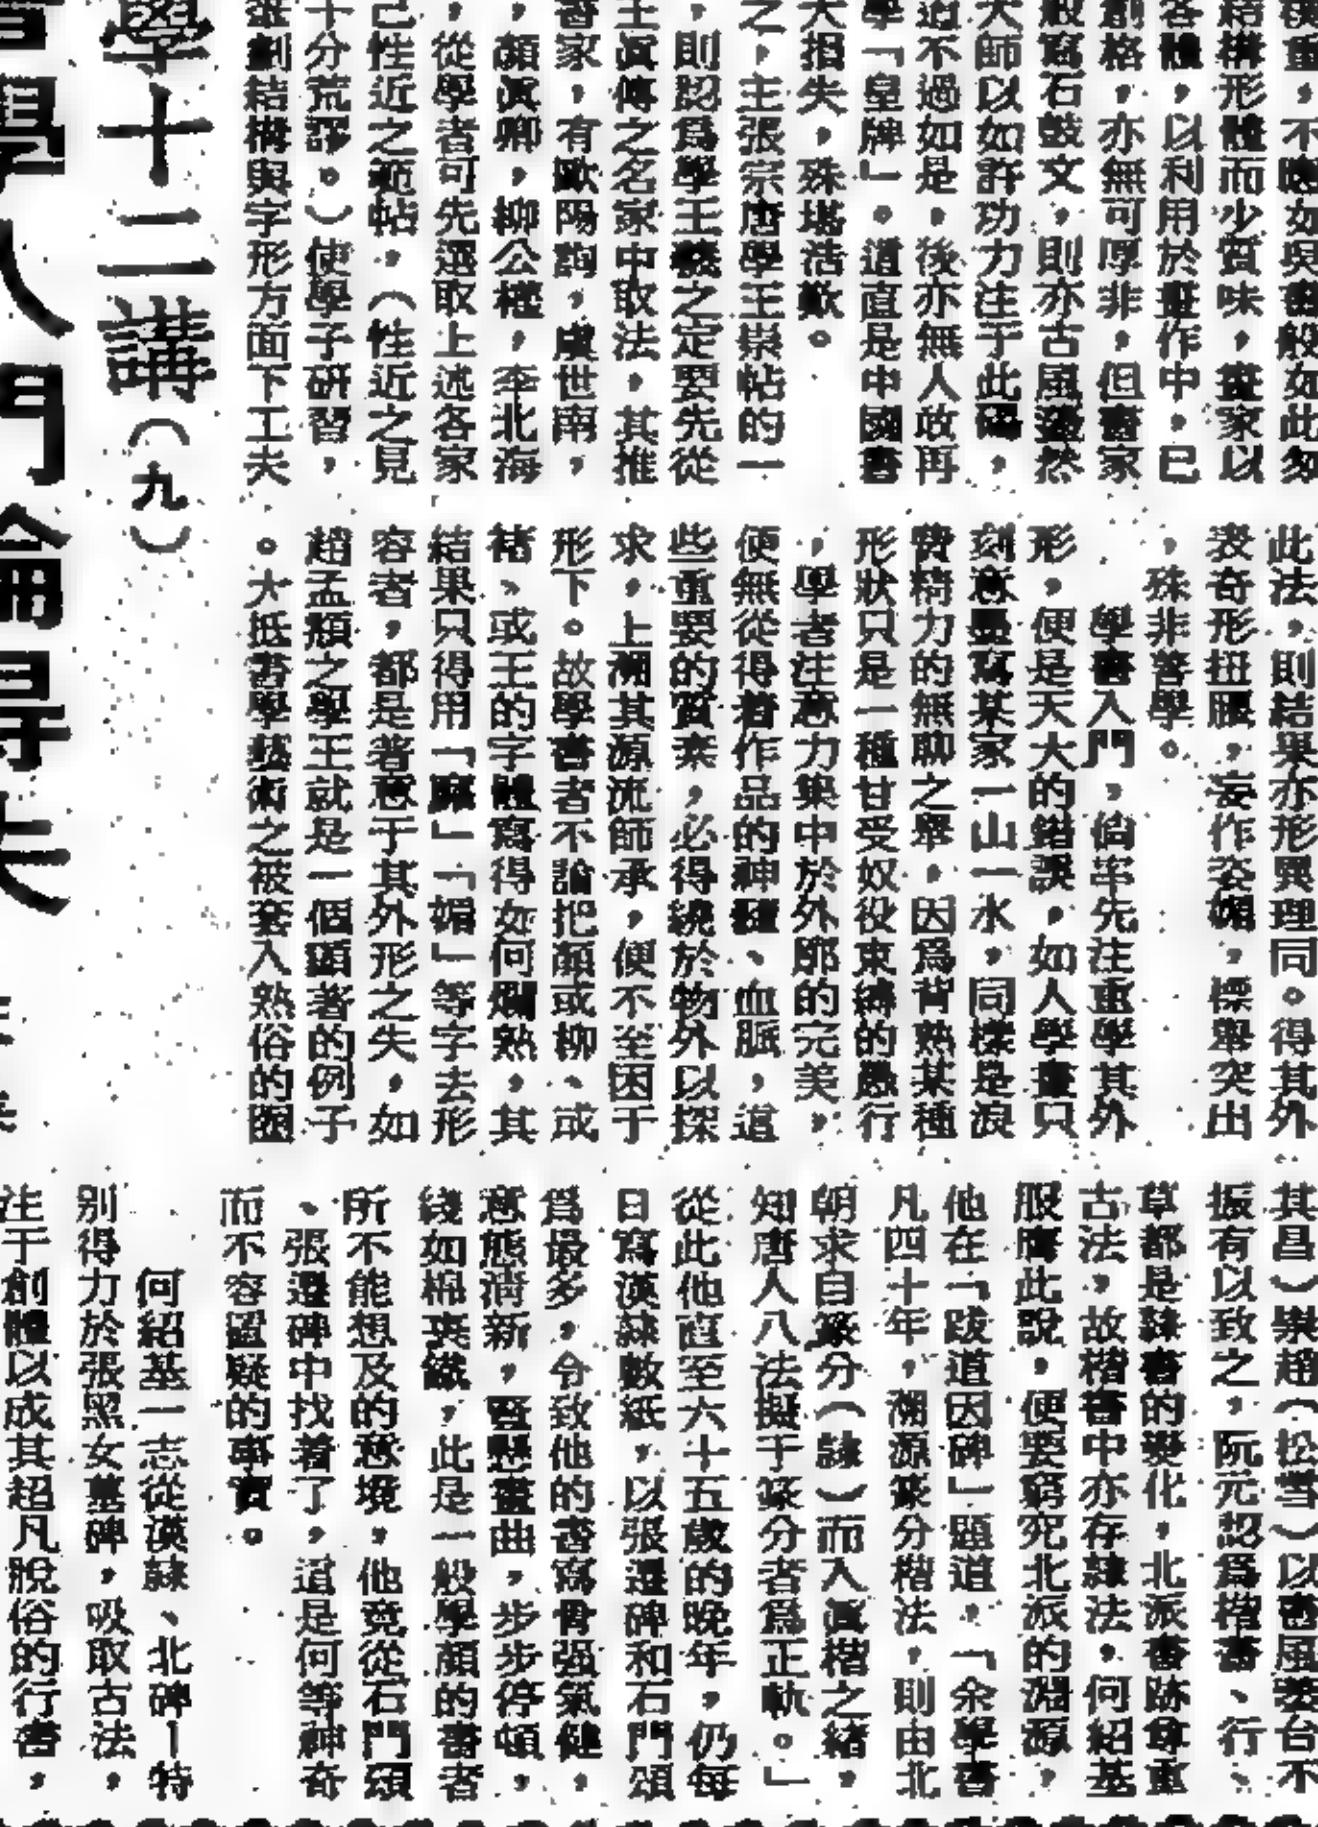 學十二講（九）
學入門論得失
重，不應如與書般如此匆
結構形體而少質味，畫家以
各體，以利用於畫作中，已
創格，亦無可厚非，但書家
般寫石鼓文，則亦古風盎然
大師以如許功力注于此碑，
道不過如是，後亦無人敢再
學「皇牌」。這直是中國書
大損失，殊堪浩歎。
之，主張宗唐學王崇帖的一
，則認爲學王羲之定要先從
王眞傳之名家中取法，其推
書家，有歐陽詢，虞世南，
，顏眞卿，柳公權，李北海
，從學者可先選取上述各家
己性近之範帖，（性近之見
十分荒謬。）使學子研習，
劃結構與字形方面下工夫
此法，則結果亦形異理同。得其外
表奇形扭腰，妄作姿媚，標舉突出
，殊非善學。
學書入門，倘率先注重學其外
形，便是天大的錯誤，如人學畫只
刻意臨寫某家一山一水，同樣是浪
費精力的無聊之舉，因爲背熟某種
形狀只是一種甘受奴役束縛的愚行
，學者注意力集中於外廓的完美，
便無從得着作品的神髓、血脈，這
些重要的質素，必得繞於物外以探
求，上溯其源流師承，便不至困于
形下。故學書者不論把顏或柳、或
褚、或王的字體寫得如何爛熟，其
結果只得用「靡」「媚」等字去形
容者，都是着意于其外形之失，如
趙孟頫之學王就是一個顯著的例子
。大抵書學藝術之被套入熟俗的圈
其昌）崇趙（松雪）以書風委台不
振有以致之，阮元認爲楷書、行、
草都是隸書的變化，北派書跡尊重
古法，故楷書中亦存隸法，何紹基
服膺此說，便要窮究北派的淵源，
他在「跋道因碑」題道，「余學書
凡四十年，溯源篆分楷法，則由北
朝求自篆分（隸）而入眞楷之緒，
知唐人八法擬于篆分者爲正軌。」
從此他直至六十五歲的晚年，仍每
日寫漢隸數紙，以張遷碑和石門頌
爲最多，令致他的書寫骨强氣健，
意態淸新，豎懸畫曲，步步停頓，
綫如棉裹鐵，此是一般學顏的書者
所不能想及的意境，他竟從石門頌
、張遷碑中找着了，這是何等神奇
而不容置疑的事實。
何紹基一志從漢隸、北碑—特
別得力於張黑女墓碑，吸取古法，
注于創體以成其超凡脫俗的行書，